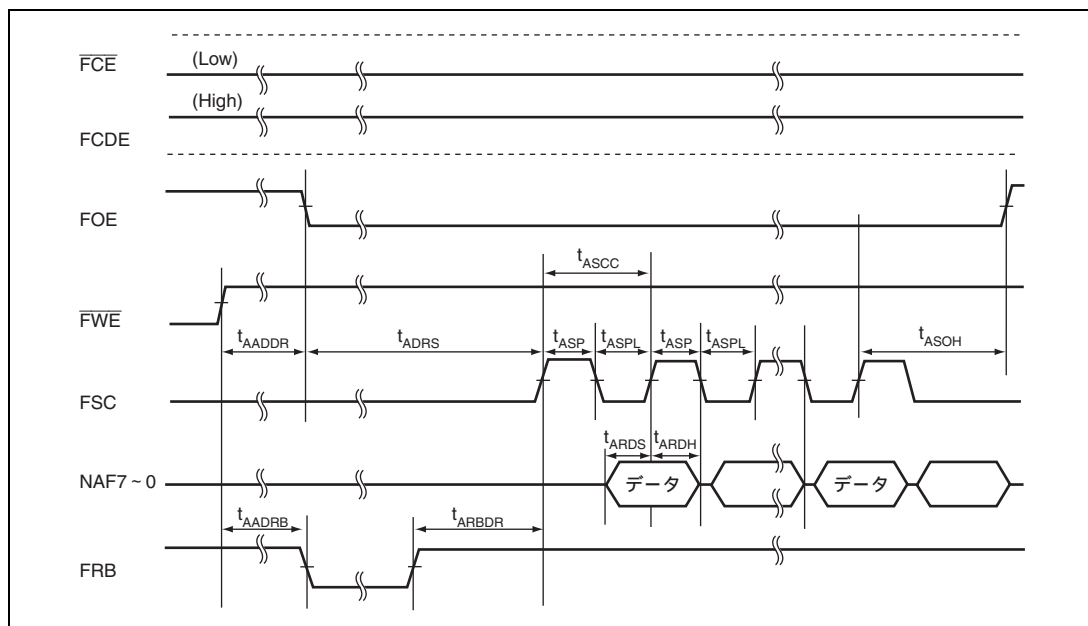 FCE (Low)
(High)
FCDE
FOE
tASCC
FWE
tAADDR tADRS tASP tASPL tASP tASPL tASOH
FSC
tARDS tARDH
NAF7 ~ 0 データ データ
tAADRB tARBDR
FRB